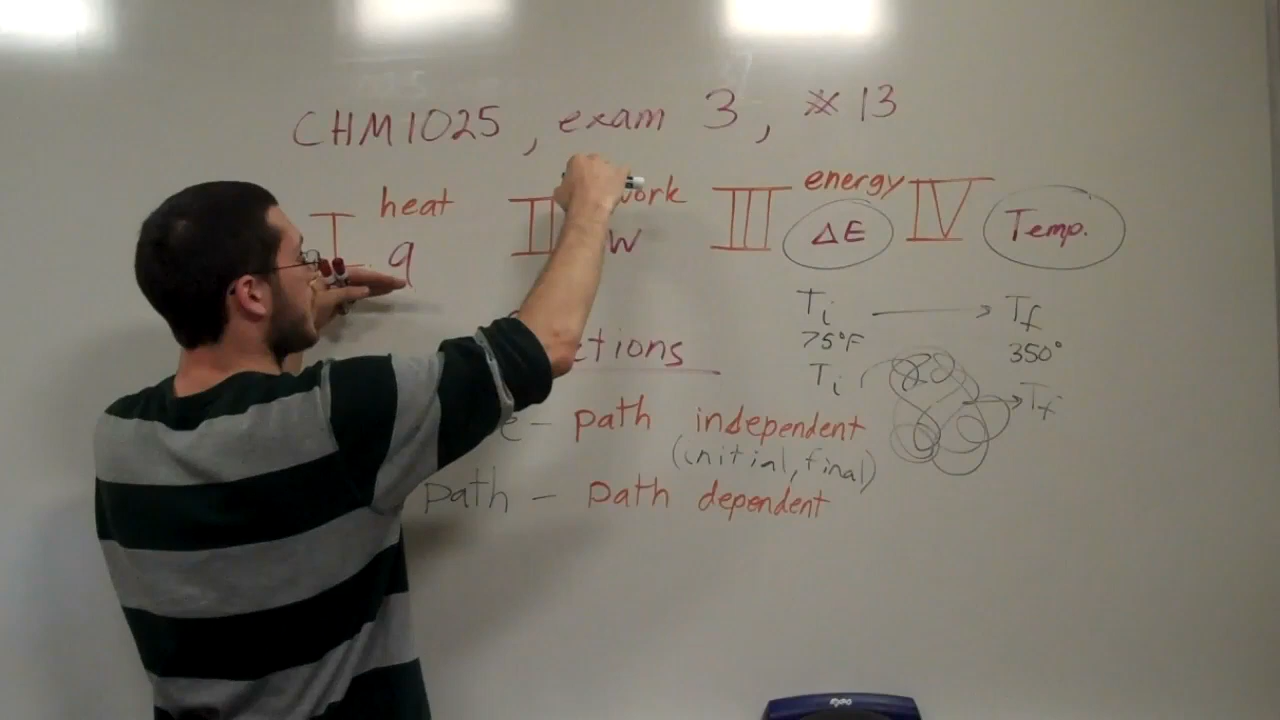 CHM1025, exam 3, # 13
I heat II work III energy IV
q w ΔE Temp.
Ti → Tf
75°F 350°
Ti → Tf
path independent
(initial, final)
path - path dependent
expo